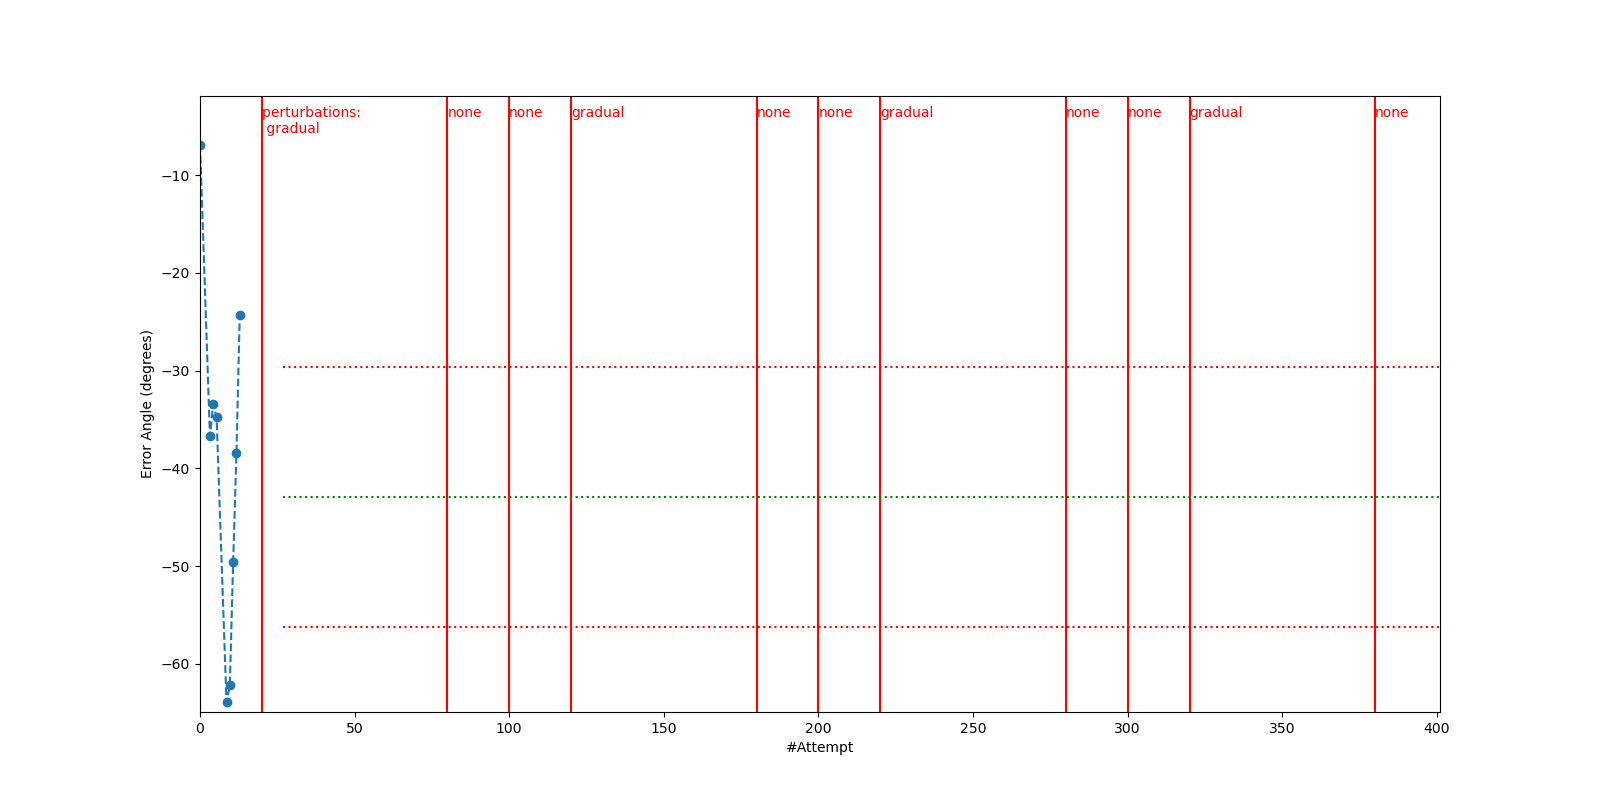 perturbations:
gradual
none
none
gradual
none
none
gradual
none
none
gradual
none
−10
−20
−30
−40
−50
−60
Error Angle (degrees)
0
50
100
150
200
250
300
350
400
#Attempt